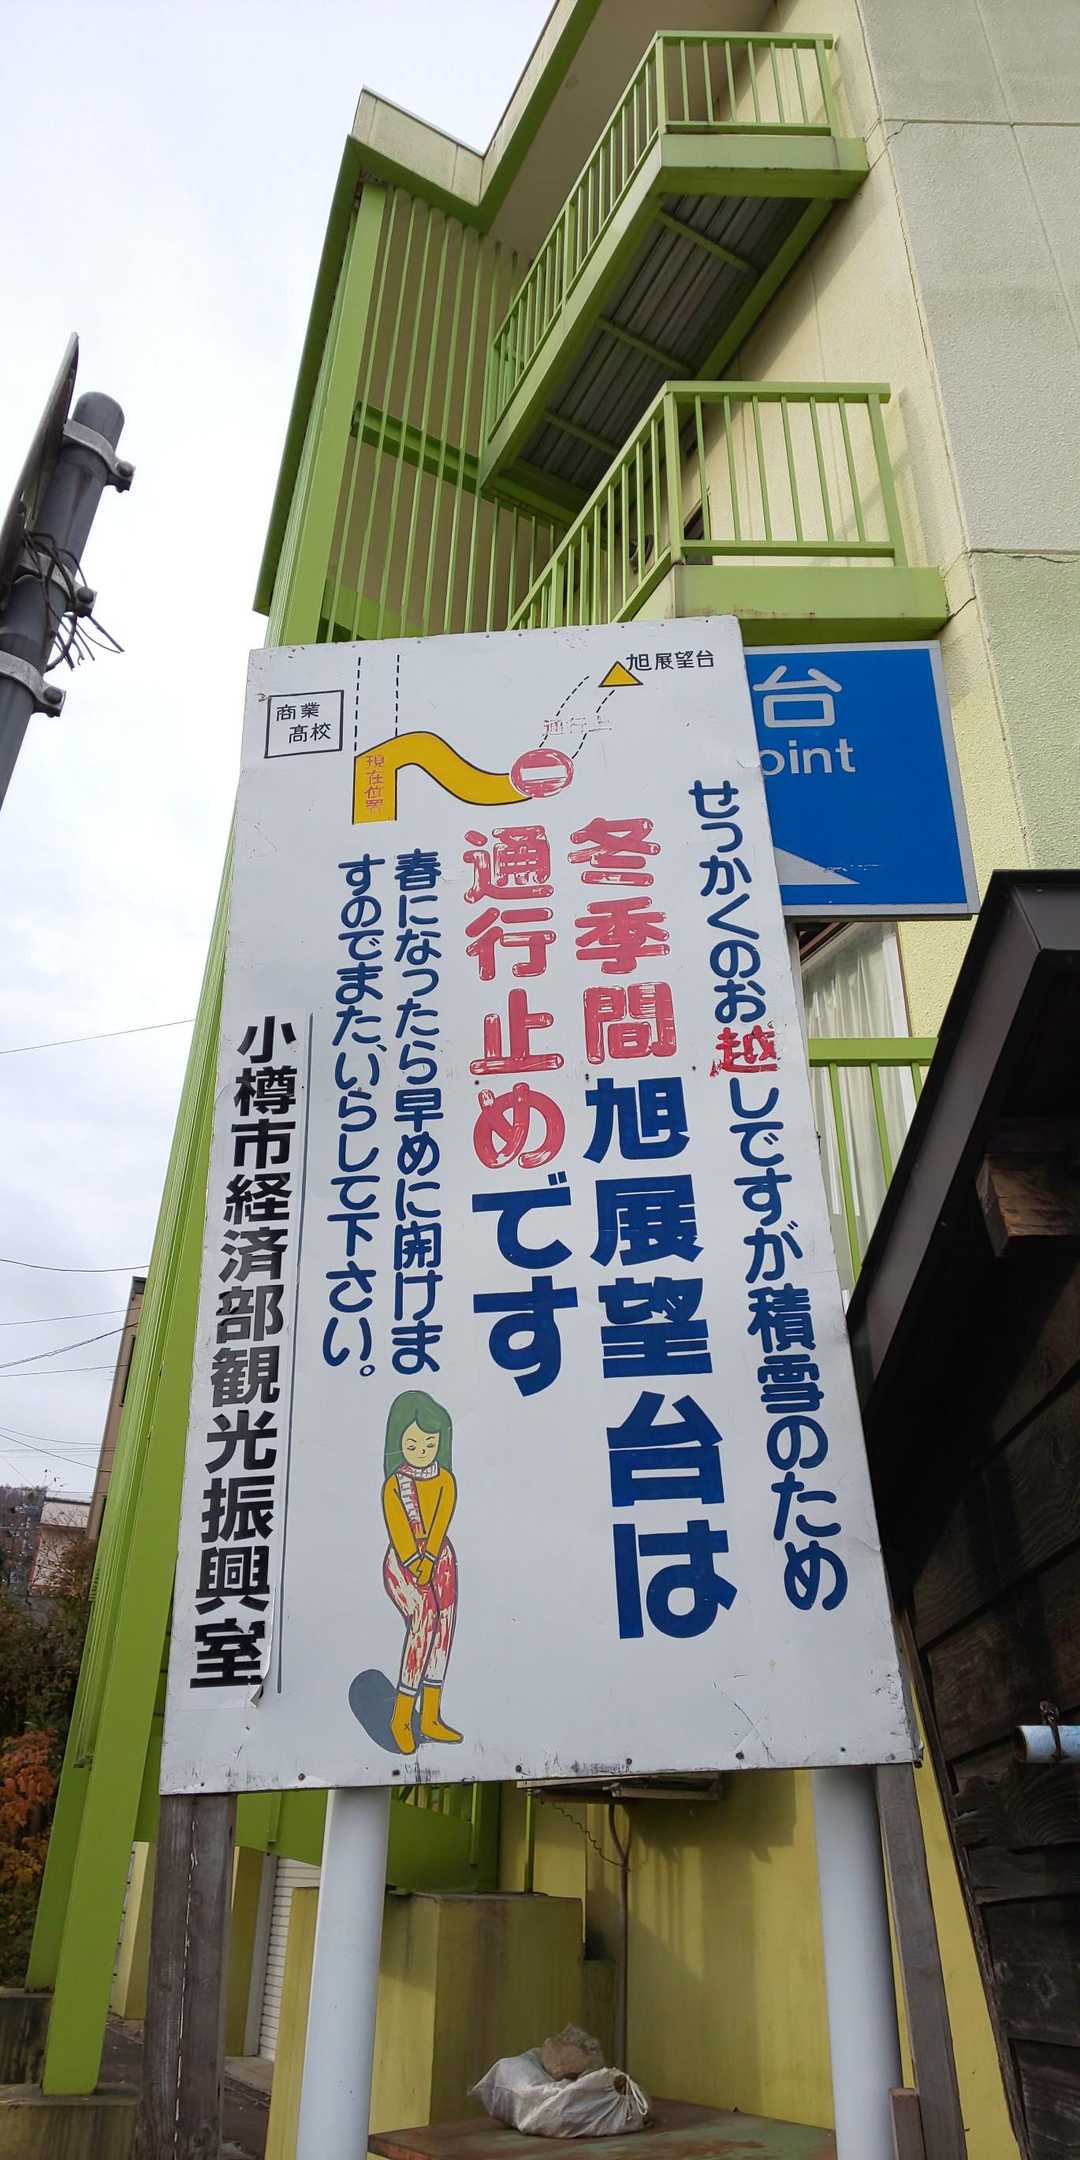 旭展望台
商業
高校
通行止
現在位置
せっかくのお越しですが積雪のため
冬季間旭展望台は
通行止めです
春になったら早めに開けま
すのでまた、いらして下さい。
小樽市経済部観光振興室
台
oint